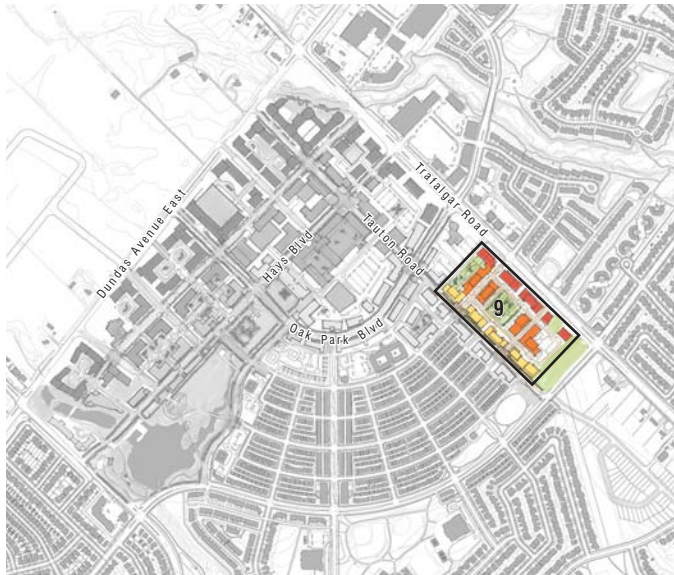 Trafalgar Road
Dundas Avenue East
Tauton Road
Hays Blvd
9
Oak Park Blvd